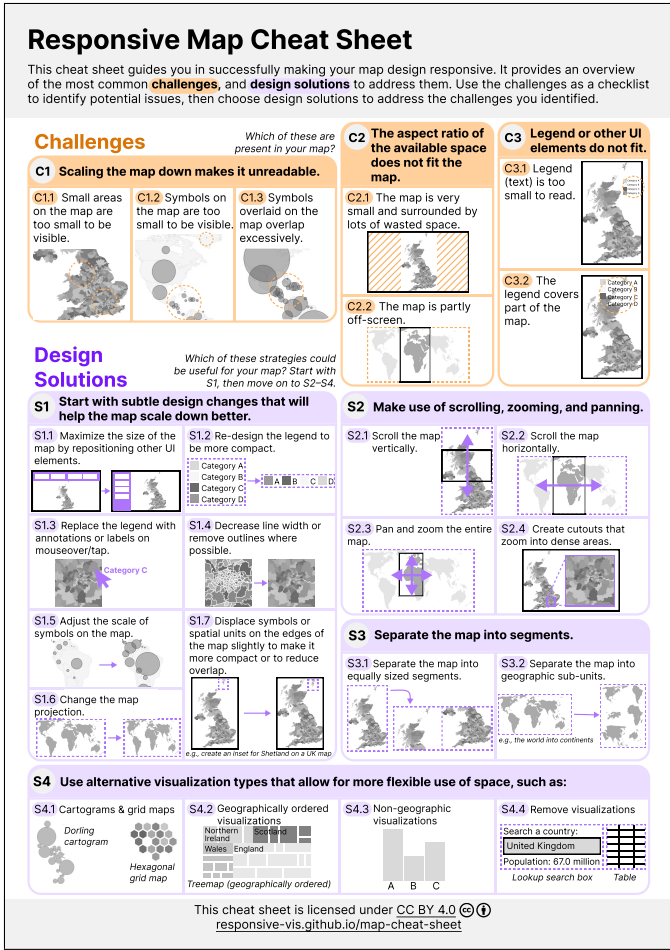 Responsive Map Cheat Sheet
This cheat sheet guides you in successfully making your map design responsive. It provides an overview
of the most common challenges, and design solutions to address them. Use the challenges as a checklist
to identify potential issues, then choose design solutions to address the challenges you identified.
Challenges
Which of these are
present in your map?
C1 Scaling the map down makes it unreadable.
C1.1 Small areas
on the map are
too small to be
visible.
C1.2 Symbols on
the map are too
small to be visible.
C1.3 Symbols
overlaid on the
map overlap
excessively.
C2 The aspect ratio of
the available space
does not fit the
map.
C2.1 The map is very
small and surrounded by
lots of wasted space.
C2.2 The map is partly
off-screen.
C3 Legend or other UI
elements do not fit.
C3.1 Legend
(text) is too
small to read.
C3.2 The
legend covers
part of the
map.
Category A
Category B
Category C
Category D
Design
Solutions
Which of these strategies could
be useful for your map? Start with
S1, then move on to S2–S4.
S1 Start with subtle design changes that will
help the map scale down better.
S1.1 Maximize the size of the
map by repositioning other UI
elements.
S1.2 Re-design the legend to
be more compact.
Category A
Category B
Category C
Category D
A B C D
S1.3 Replace the legend with
annotations or labels on
mouseover/tap.
Category C
S1.4 Decrease line width or
remove outlines where
possible.
S1.5 Adjust the scale of
symbols on the map.
S1.6 Change the map
projection.
S1.7 Displace symbols or
spatial units on the edges of
the map slightly to make it
more compact or to reduce
overlap.
e.g., create an inset for Shetland on a UK map
S2 Make use of scrolling, zooming, and panning.
S2.1 Scroll the map
vertically.
S2.2 Scroll the map
horizontally.
S2.3 Pan and zoom the entire
map.
S2.4 Create cutouts that
zoom into dense areas.
S3 Separate the map into segments.
S3.1 Separate the map into
equally sized segments.
S3.2 Separate the map into
geographic sub-units.
e.g., the world into continents
S4 Use alternative visualization types that allow for more flexible use of space, such as:
S4.1 Cartograms & grid maps
Dorling
cartogram
Hexagonal
grid map
S4.2 Geographically ordered
visualizations
Northern
Ireland
Scotland
Wales
England
Treemap (geographically ordered)
S4.3 Non-geographic
visualizations
A B C
S4.4 Remove visualizations
Search a country:
United Kingdom
Population: 67.0 million
Lookup search box
Table
This cheat sheet is licensed under CC BY 4.0
responsive-vis.github.io/map-cheat-sheet